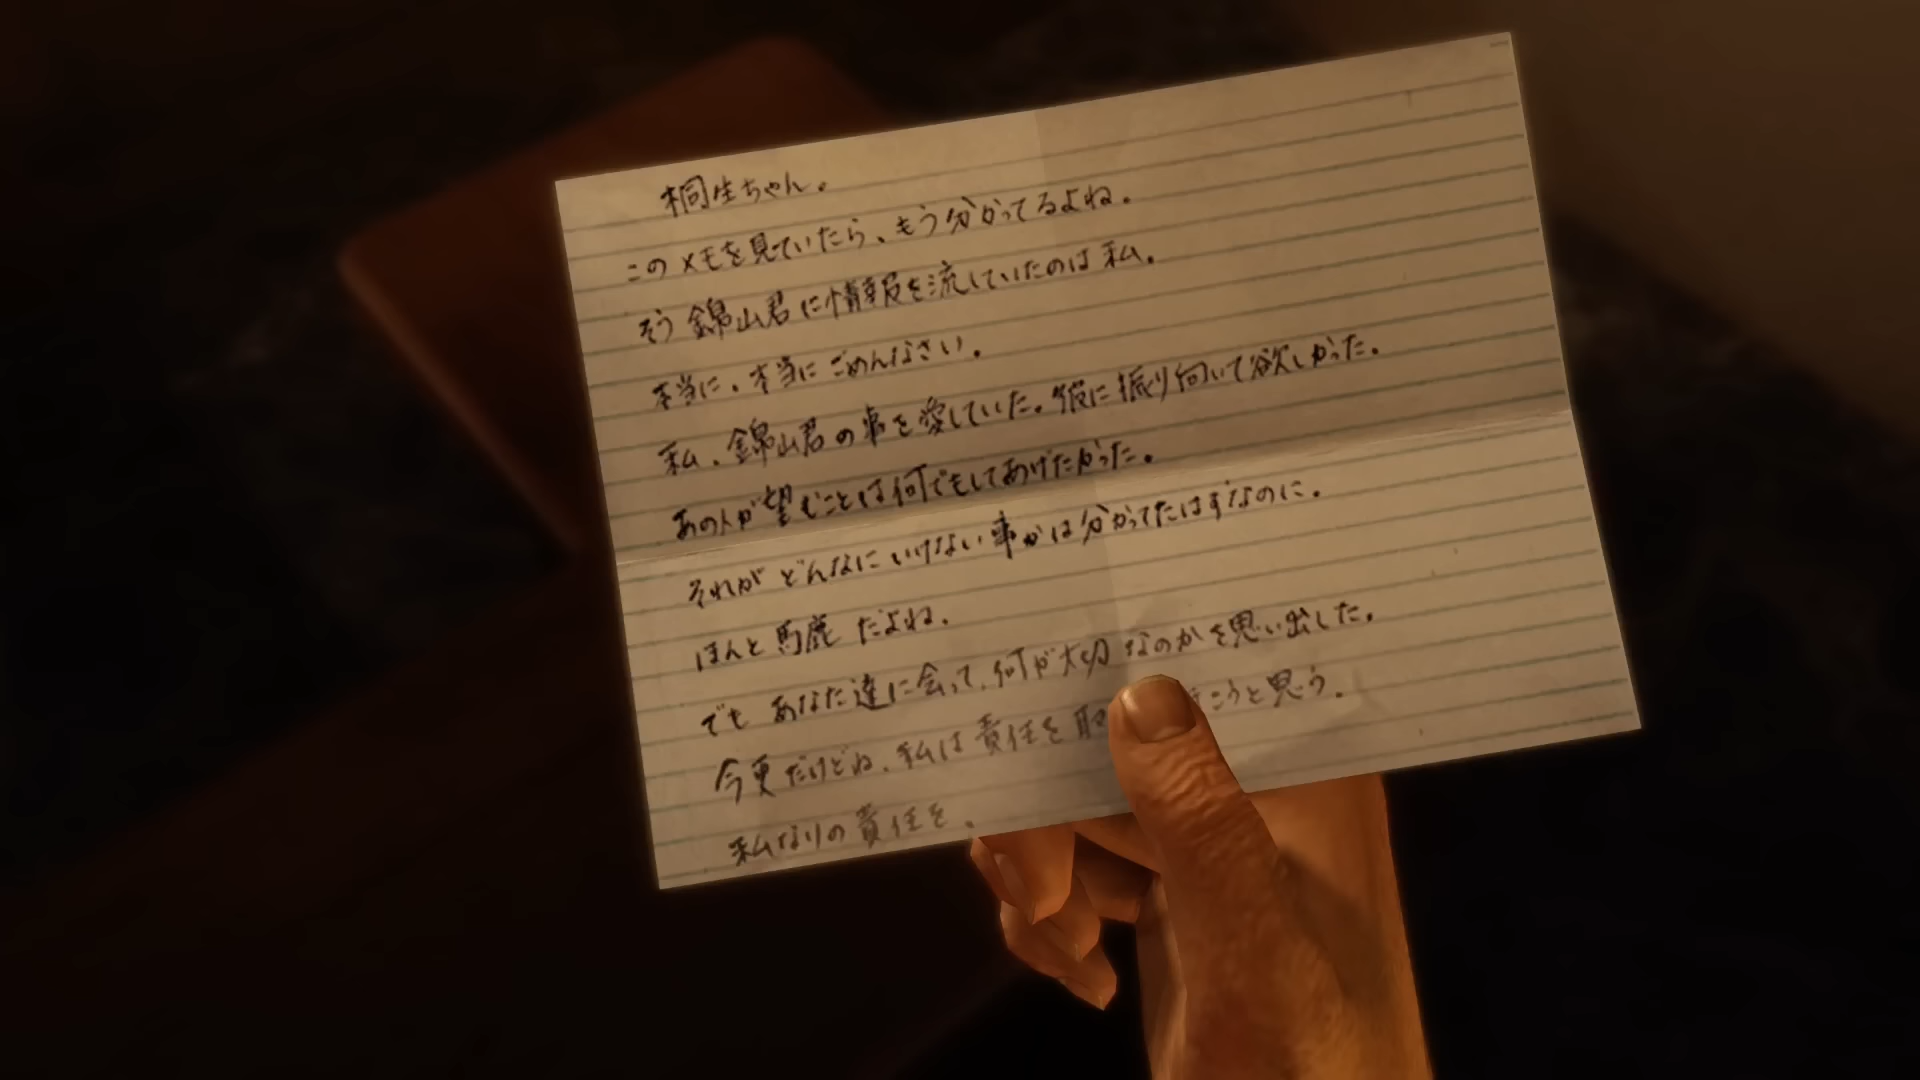 桐生ちゃん。
このメモを見ていたら、もう分かってるよね。
そう 錦山君に情報を流していたのは 私。
本当に、本当に ごめんなさい。
私、錦山君の事を愛していた。彼に振り向いて欲しかった。
あの人が望むことは何でもしてあげたかった。
それが どんなに いけない事かは分かってたはずなのに。
ほんと馬鹿 だよね。
でも あなた達に会って、何が大切 なのかを思い出した。
今更だけどね、私は責任を取 こうと思う。
私なりの責任を。